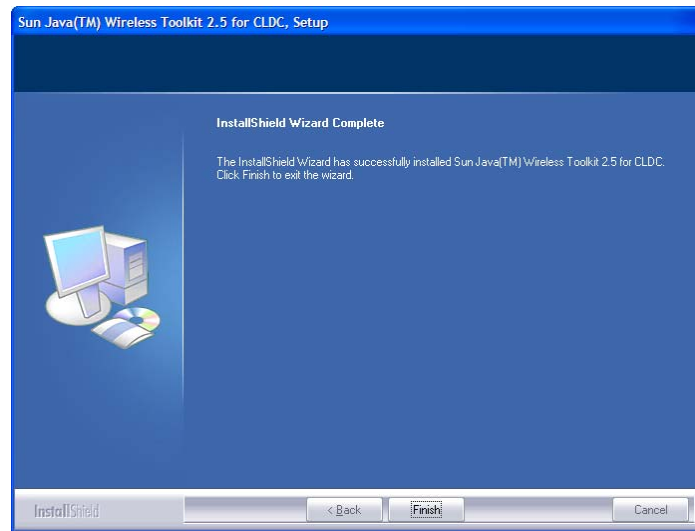 Sun Java(TM) Wireless Toolkit 2.5 for CLDC, Setup
InstallShield Wizard Complete
The InstallShield Wizard has successfully installed Sun Java(TM) Wireless Toolkit 2.5 for CLDC.
Click Finish to exit the wizard.
InstallShield
< Back
Finish
Cancel